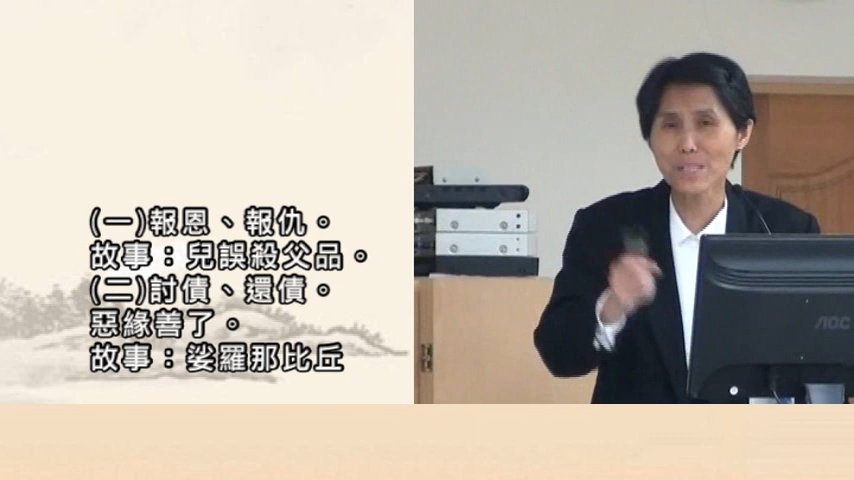 (一)報恩、報仇。
故事：兒誤殺父品。
(二)討債、還債。
惡緣善了。
故事：娑羅那比丘
AOC